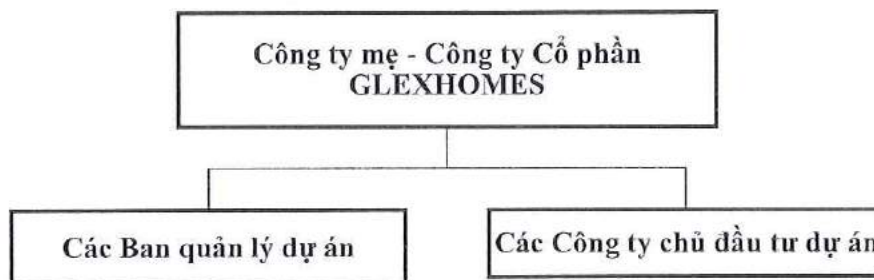 Công ty mẹ - Công ty Cổ phần
GLEXHOMES
Các Ban quản lý dự án
Các Công ty chủ đầu tư dự án